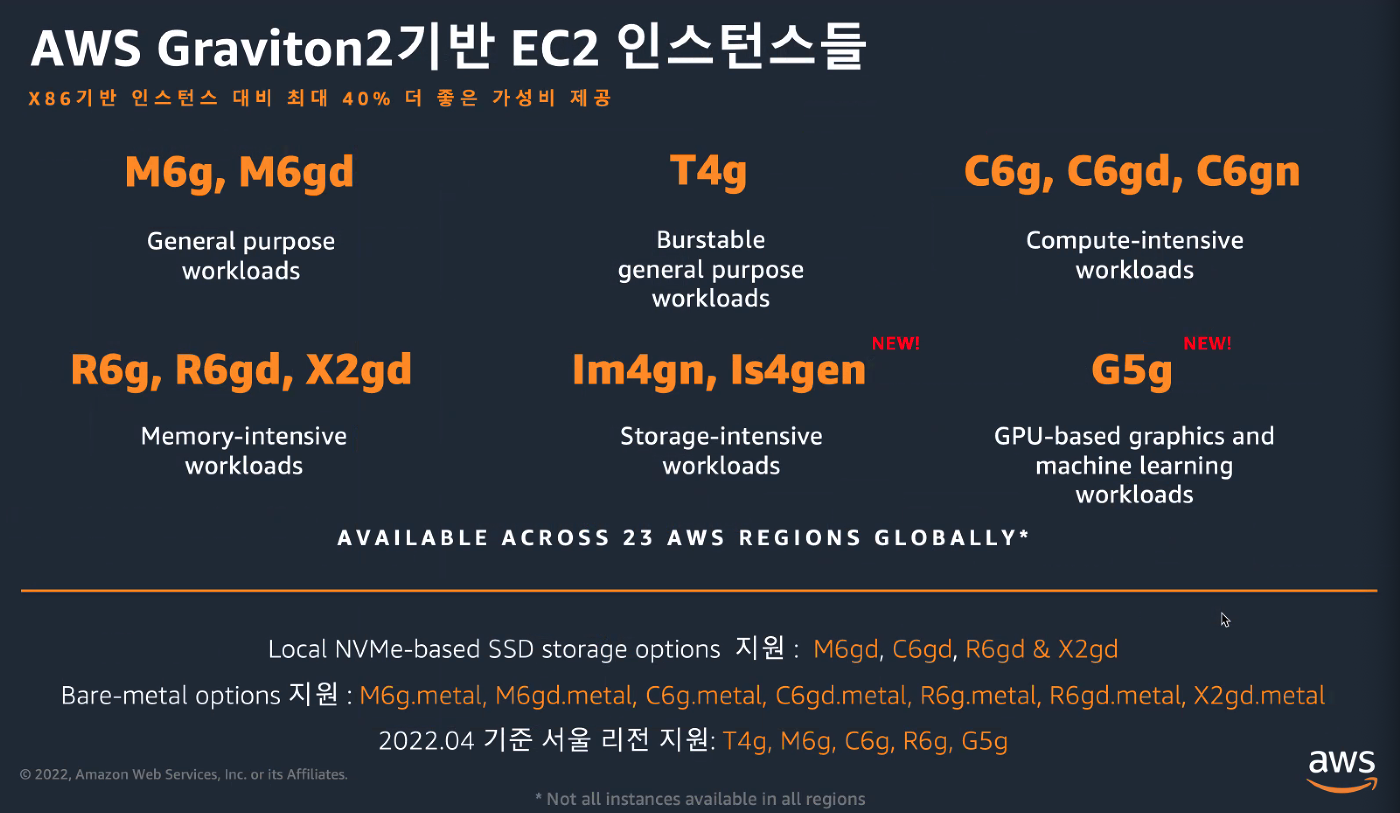 AWS Graviton2기반 EC2 인스턴스들
X86기반 인스턴스 대비 최대 40% 더 좋은 가성비 제공
M6g, M6gd
General purpose
workloads
T4g
Burstable
general purpose
workloads
C6g, C6gd, C6gn
Compute-intensive
workloads
R6g, R6gd, X2gd
Memory-intensive
workloads
NEW!
Im4gn, Is4gen
Storage-intensive
workloads
NEW!
G5g
GPU-based graphics and
machine learning
workloads
AVAILABLE ACROSS 23 AWS REGIONS GLOBALLY*
Local NVMe-based SSD storage options 지원 : M6gd, C6gd, R6gd & X2gd
Bare-metal options 지원 : M6g.metal, M6gd.metal, C6g.metal, C6gd.metal, R6g.metal, R6gd.metal, X2gd.metal
2022.04 기준 서울 리전 지원: T4g, M6g, C6g, R6g, G5g
© 2022, Amazon Web Services, Inc. or its Affiliates.
aws
* Not all instances available in all regions